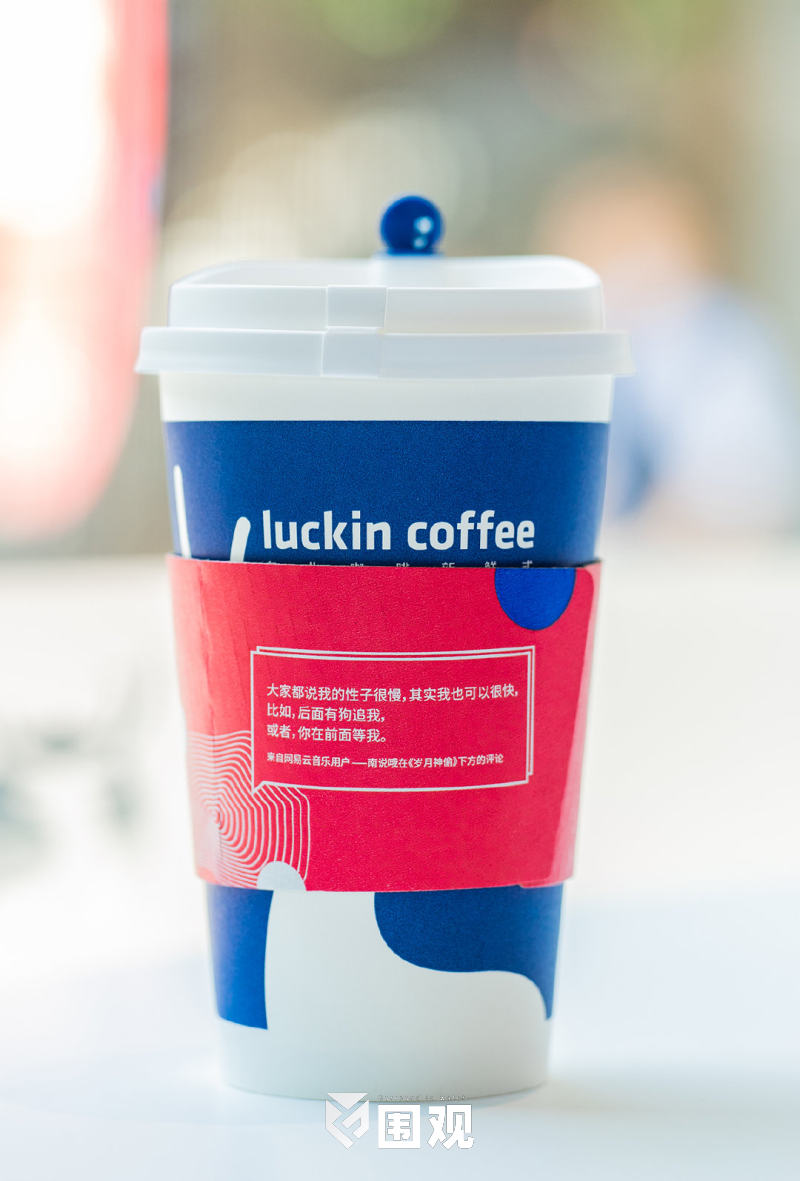 luckin coffee
大家都说我的性子很慢，其实我也可以很快，
比如，后面有狗追我，
或者，你在前面等我。
来自网易云音乐用户——南说哦在《岁月神偷》下方的评论
围观